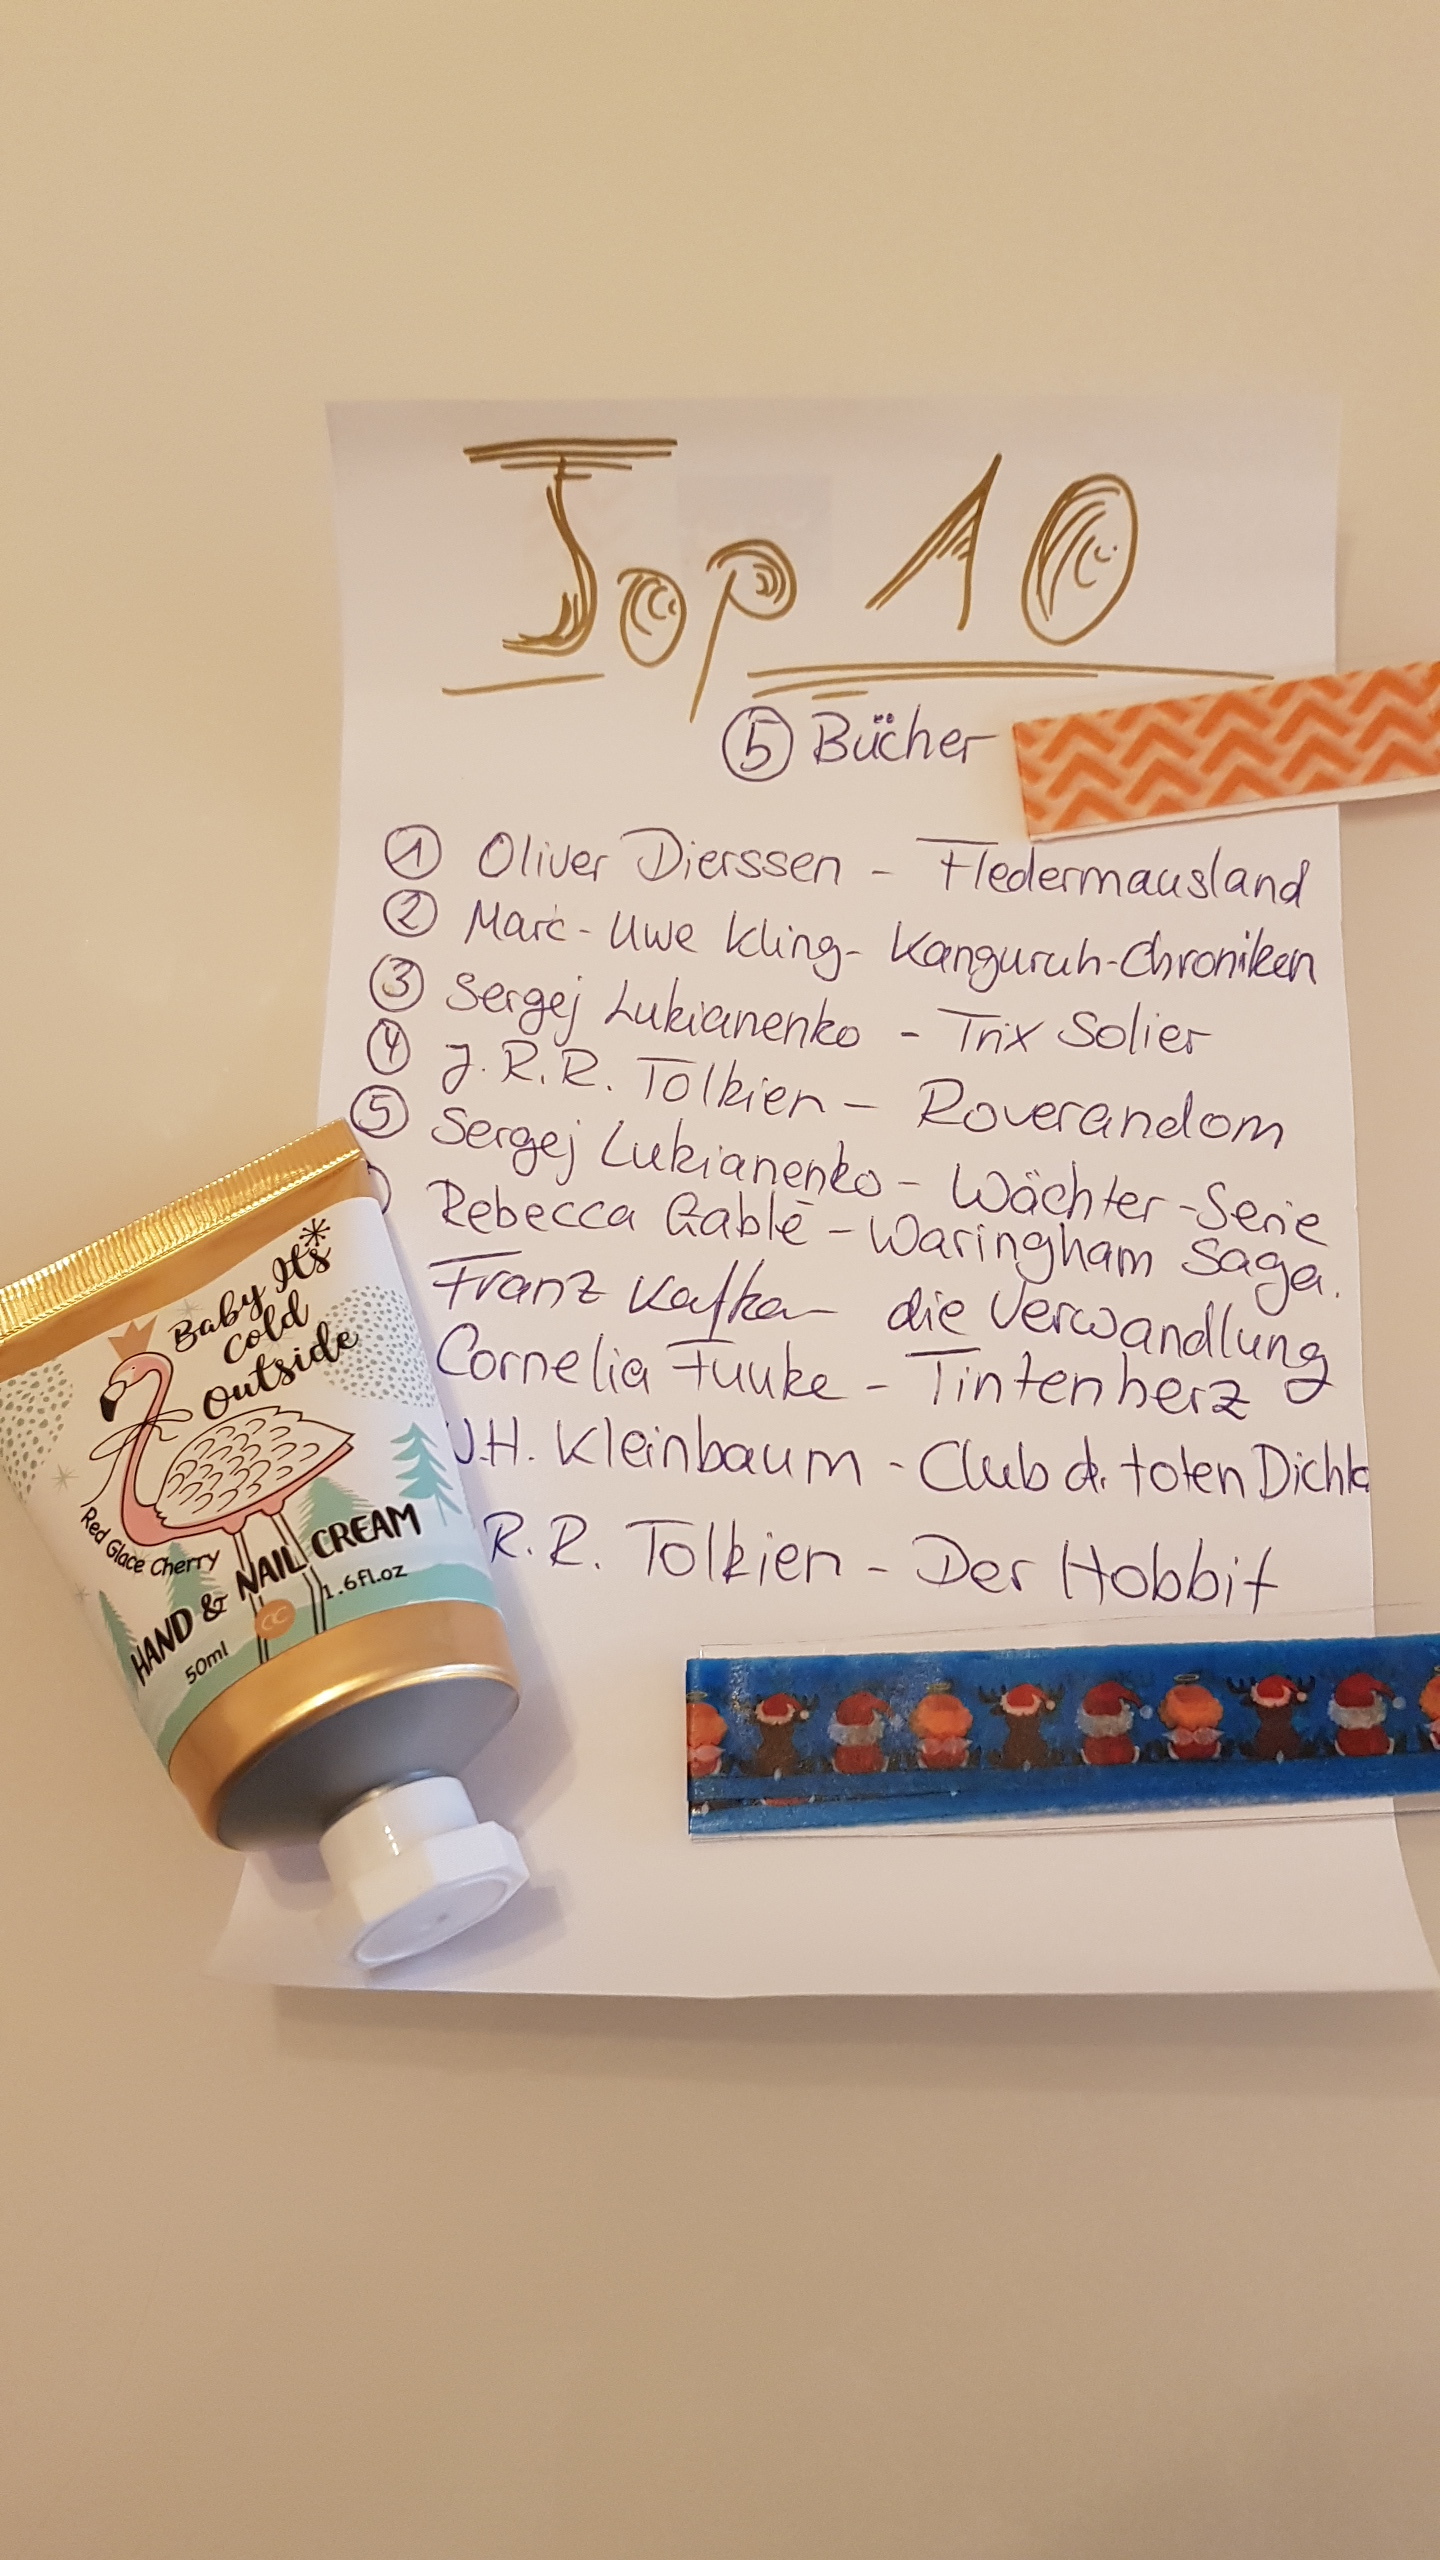 Top 10
5 Bücher
1 Oliver Dierssen - Fledermausland
2 Marc-Uwe Kling - Känguruh-Chroniken
3 Sergej Lukianenko - Trix Solier
4 J.R.R. Tolkien - Roverandom
5 Sergej Lukianenko - Wächter-Serie
Rebecca Gablé - Waringham Saga.
Franz Kafka - die Verwandlung
Cornelia Funke - Tintenherz
.H. Kleinbaum - Club d. toten Dicht
R.R. Tolkien - Der Hobbit
Baby It's
cold
outside
Red Glace Cherry
HAND & NAIL CREAM
50ml 1.6fl.oz
CC